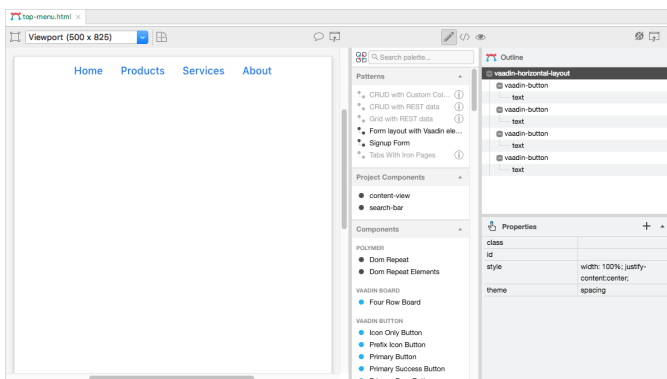 top-menu.html
Viewport (500 x 825)
Home Products Services About
Search palette...
Patterns
CRUD with Custom Col...
CRUD with REST data
Grid with REST data
Form layout with Vaadin ele...
Signup Form
Tabs With Iron Pages
Project Components
content-view
search-bar
Components
POLYMER
Dom Repeat
Dom Repeat Elements
VAADIN BOARD
Four Row Board
VAADIN BUTTON
Icon Only Button
Prefix Icon Button
Primary Button
Primary Success Button
Outline
vaadin-horizontal-layout
vaadin-button
text
vaadin-button
text
vaadin-button
text
vaadin-button
text
Properties
class
id
style width: 100%; justify-
content:center;
theme spacing